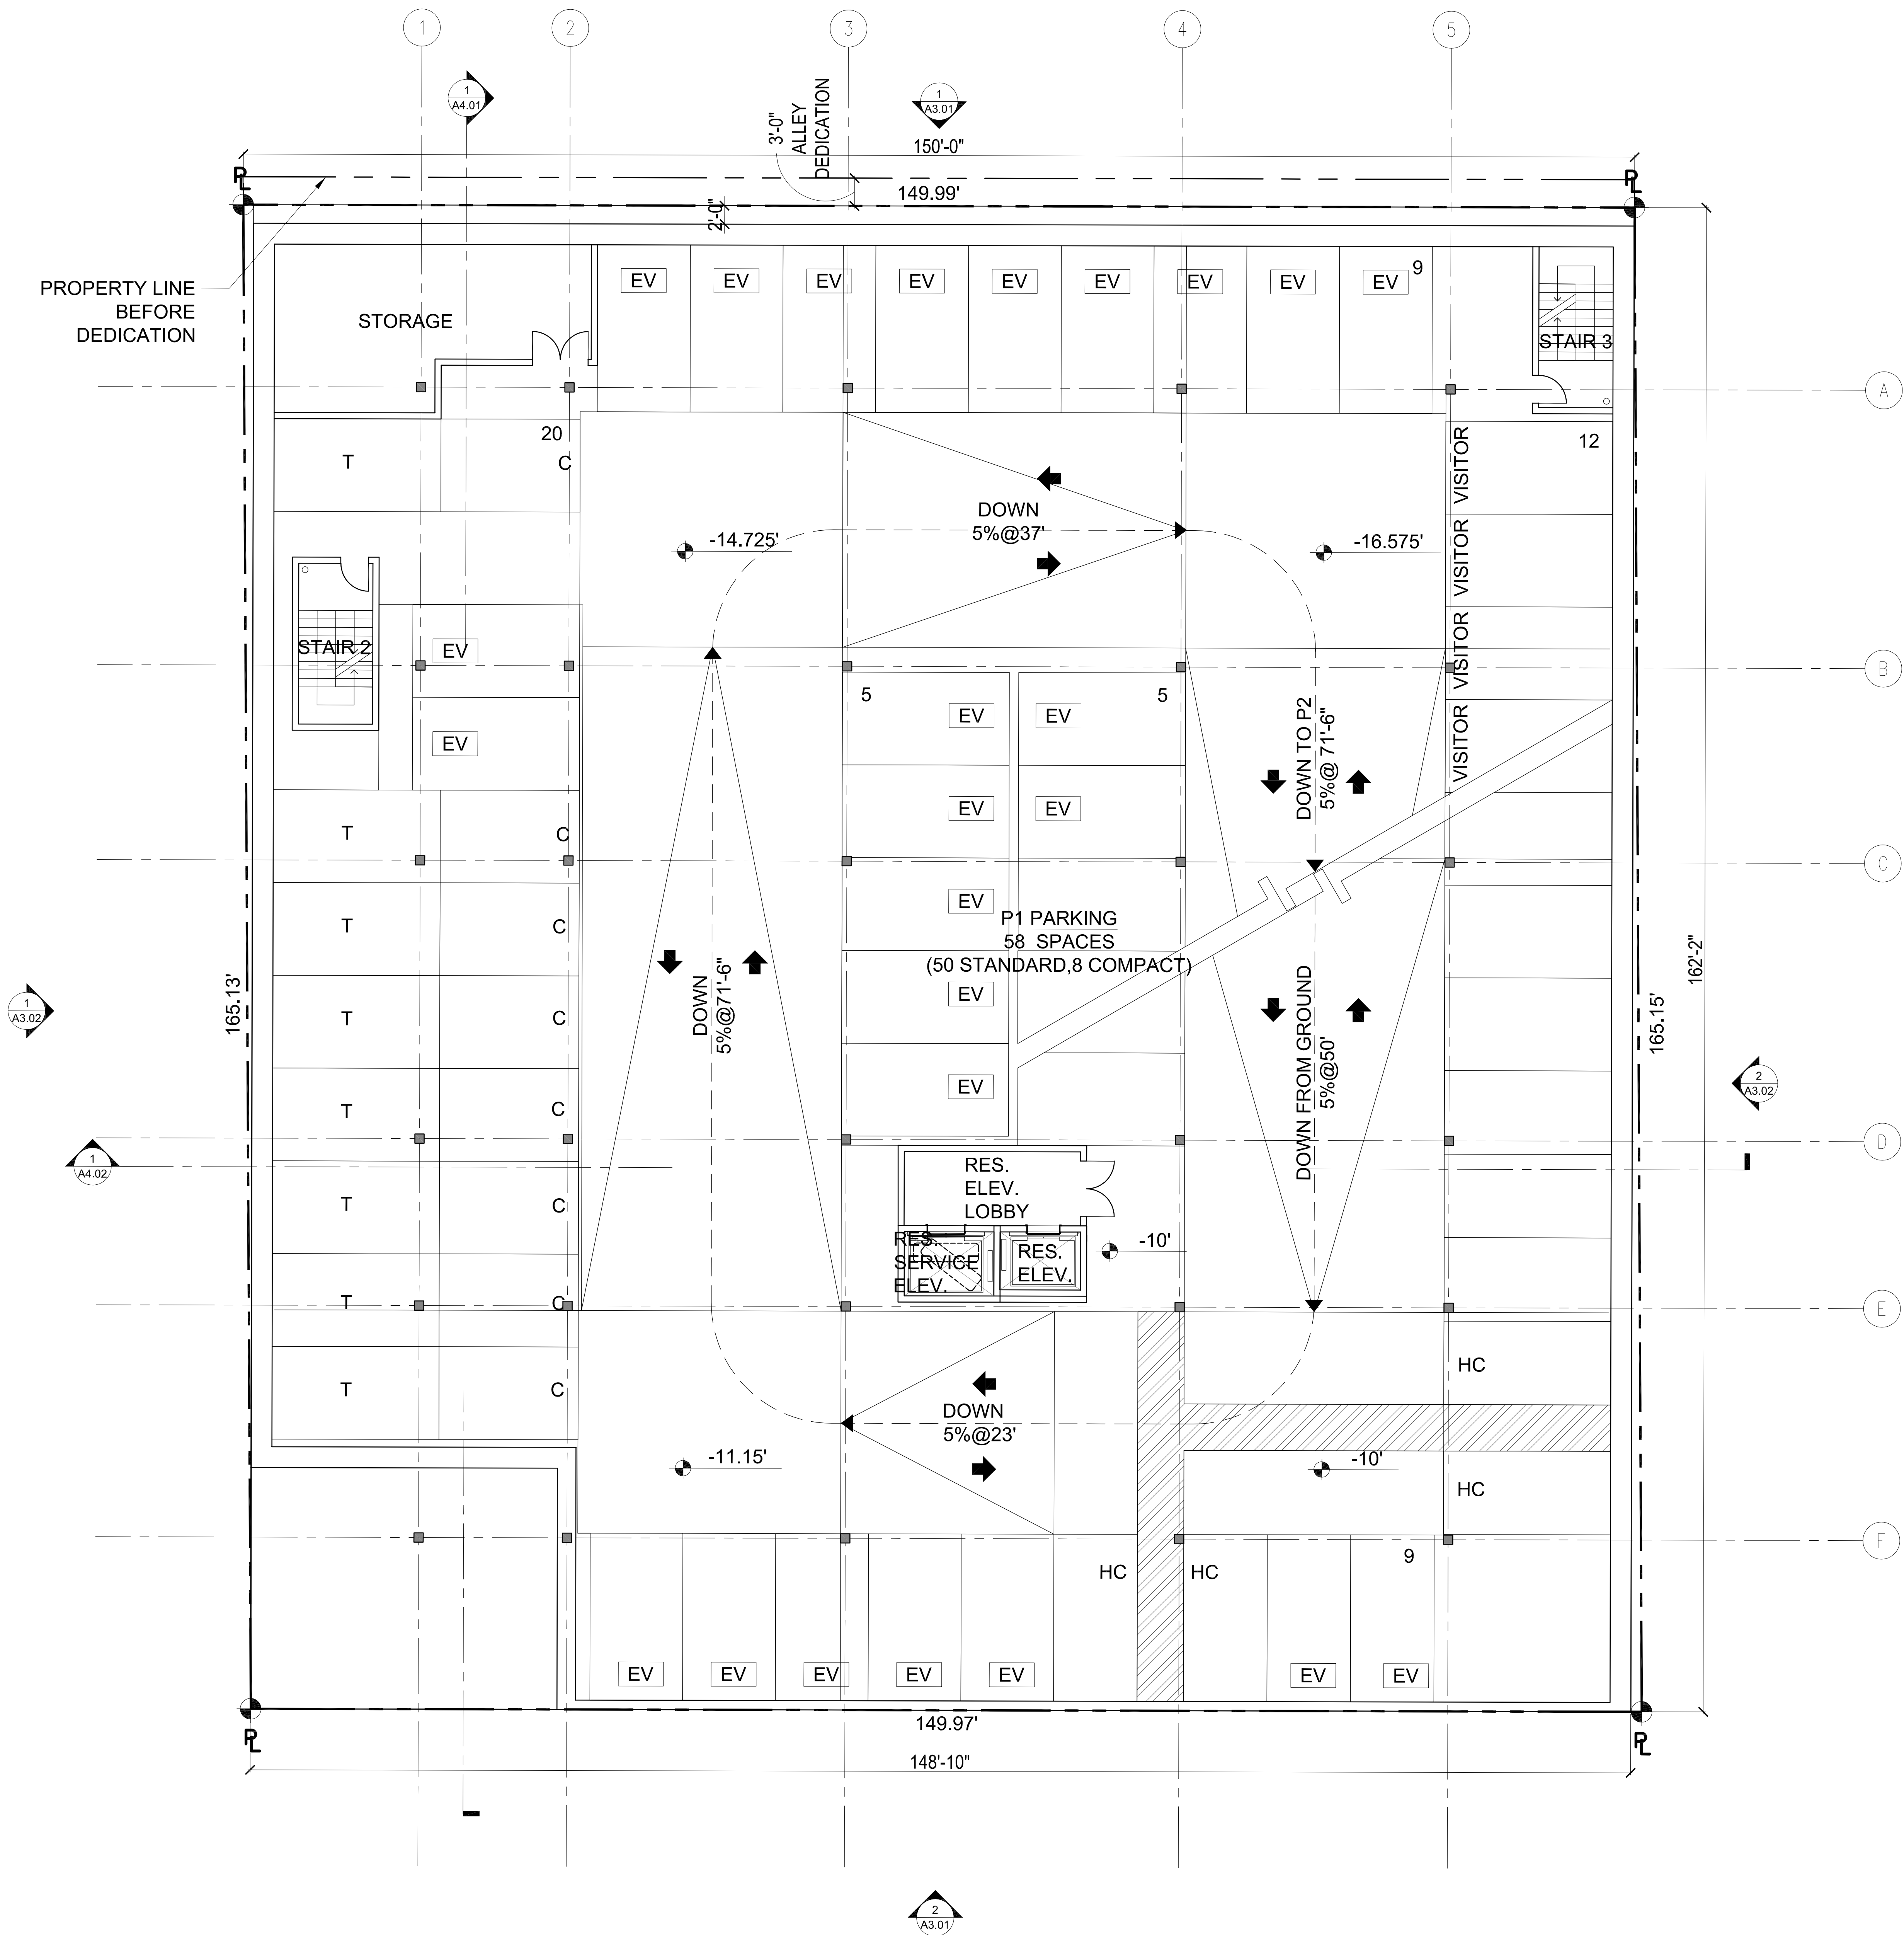 1
2
3
4
5
1
A4.01
1
A3.01
3'-0"
ALLEY
DEDICATION
150'-0"
PL
PL
149.99'
2'-0"
PROPERTY LINE
BEFORE
DEDICATION
STORAGE
EV
EV
EV
EV
EV
EV
EV
EV
EV
9
STAIR 3
A
T
20
C
12
VISITOR
VISITOR
VISITOR
VISITOR
DOWN
5%@37'
-14.725'
-16.575'
STAIR 2
EV
EV
B
5
5
EV
EV
EV
EV
EV
EV
EV
DOWN TO P2
5%@ 71'-6"
T
C
C
P1 PARKING
58 SPACES
(50 STANDARD,8 COMPACT)
T
C
T
C
T
C
T
C
T
C
T
C
DOWN
5%@71'-6"
DOWN FROM GROUND
5%@50'
165.13'
165.15'
162'-2"
1
A3.02
2
A3.02
D
1
A4.02
RES.
ELEV.
LOBBY
RES.
SERVICE
ELEV.
RES.
ELEV.
-10'
E
HC
DOWN
5%@23'
-11.15'
-10'
HC
F
HC
HC
9
EV
EV
EV
EV
EV
EV
EV
149.97'
PL
PL
148'-10"
2
A3.01